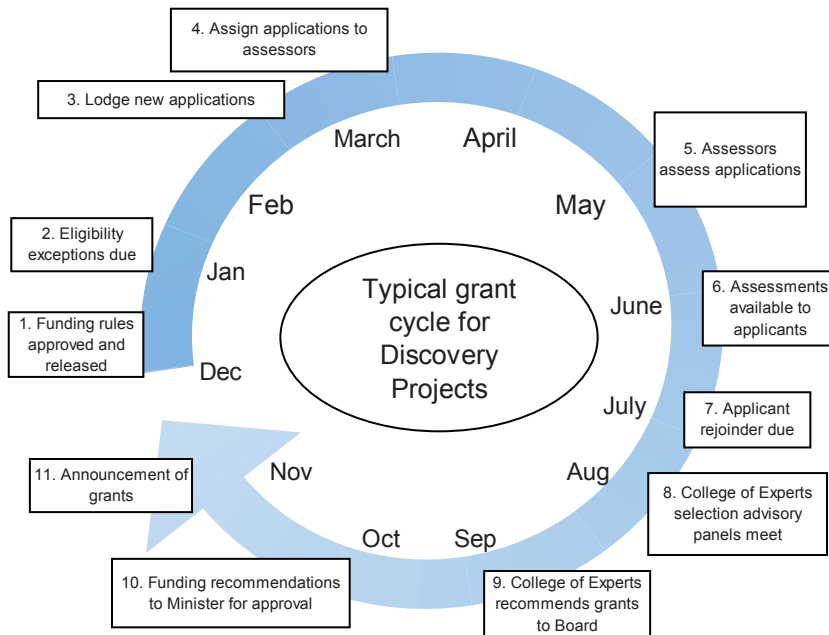 4. Assign applications to
assessors
3. Lodge new applications
March
April
5. Assessors
assess applications
Feb
May
2. Eligibility
exceptions due
Jan
Typical grant
cycle for
Discovery
Projects
June
6. Assessments
available to
applicants
1. Funding rules
approved and
released
Dec
July
7. Applicant
rejoinder due
11. Announcement of
grants
Nov
Aug
8. College of Experts
selection advisory
panels meet
Oct
Sep
10. Funding recommendations
to Minister for approval
9. College of Experts
recommends grants
to Board